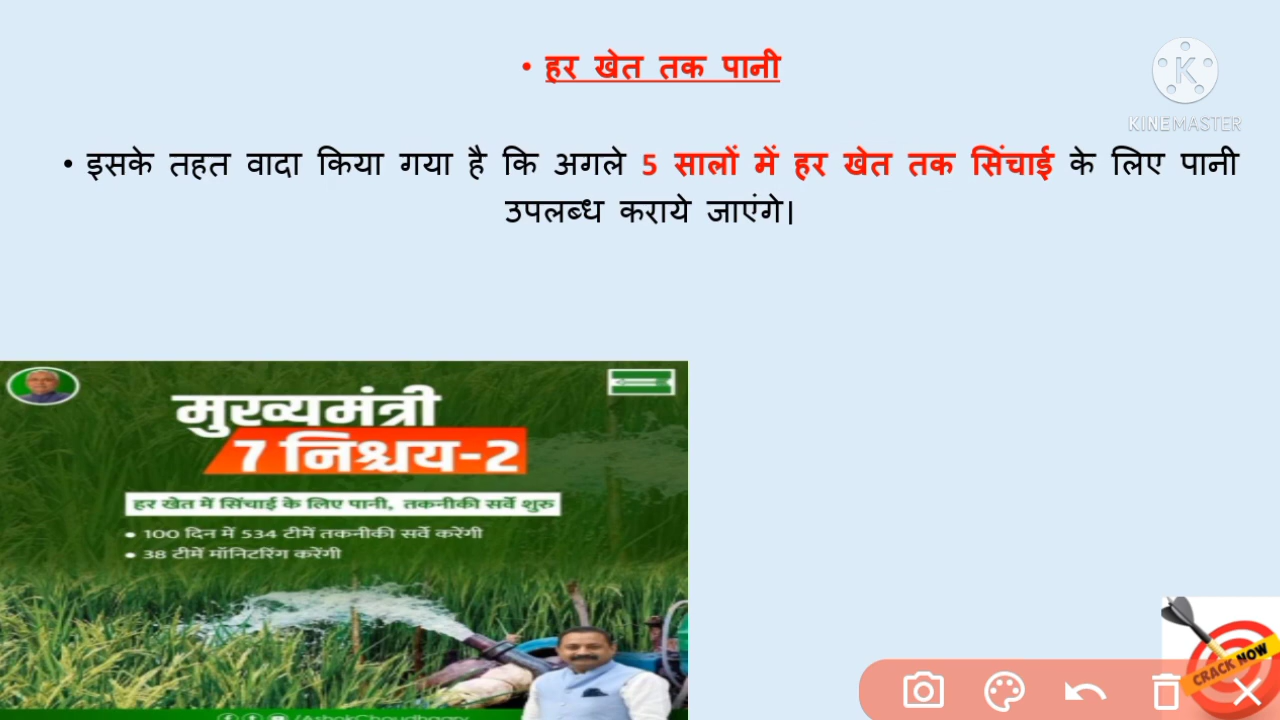 • हर खेत तक पानी
KINEMASTER
• इसके तहत वादा किया गया है कि अगले 5 सालों में हर खेत तक सिंचाई के लिए पानी
उपलब्ध कराये जाएंगे।
मुख्यमंत्री
7 निश्चय-2
हर खेत में सिंचाई के लिए पानी, तकनीकी सर्वे शुरु
• 100 दिन में 534 टीमें तकनीकी सर्वे करेंगी
• 38 टीमें मॉनिटरिंग करेंगी
CRACK NOW